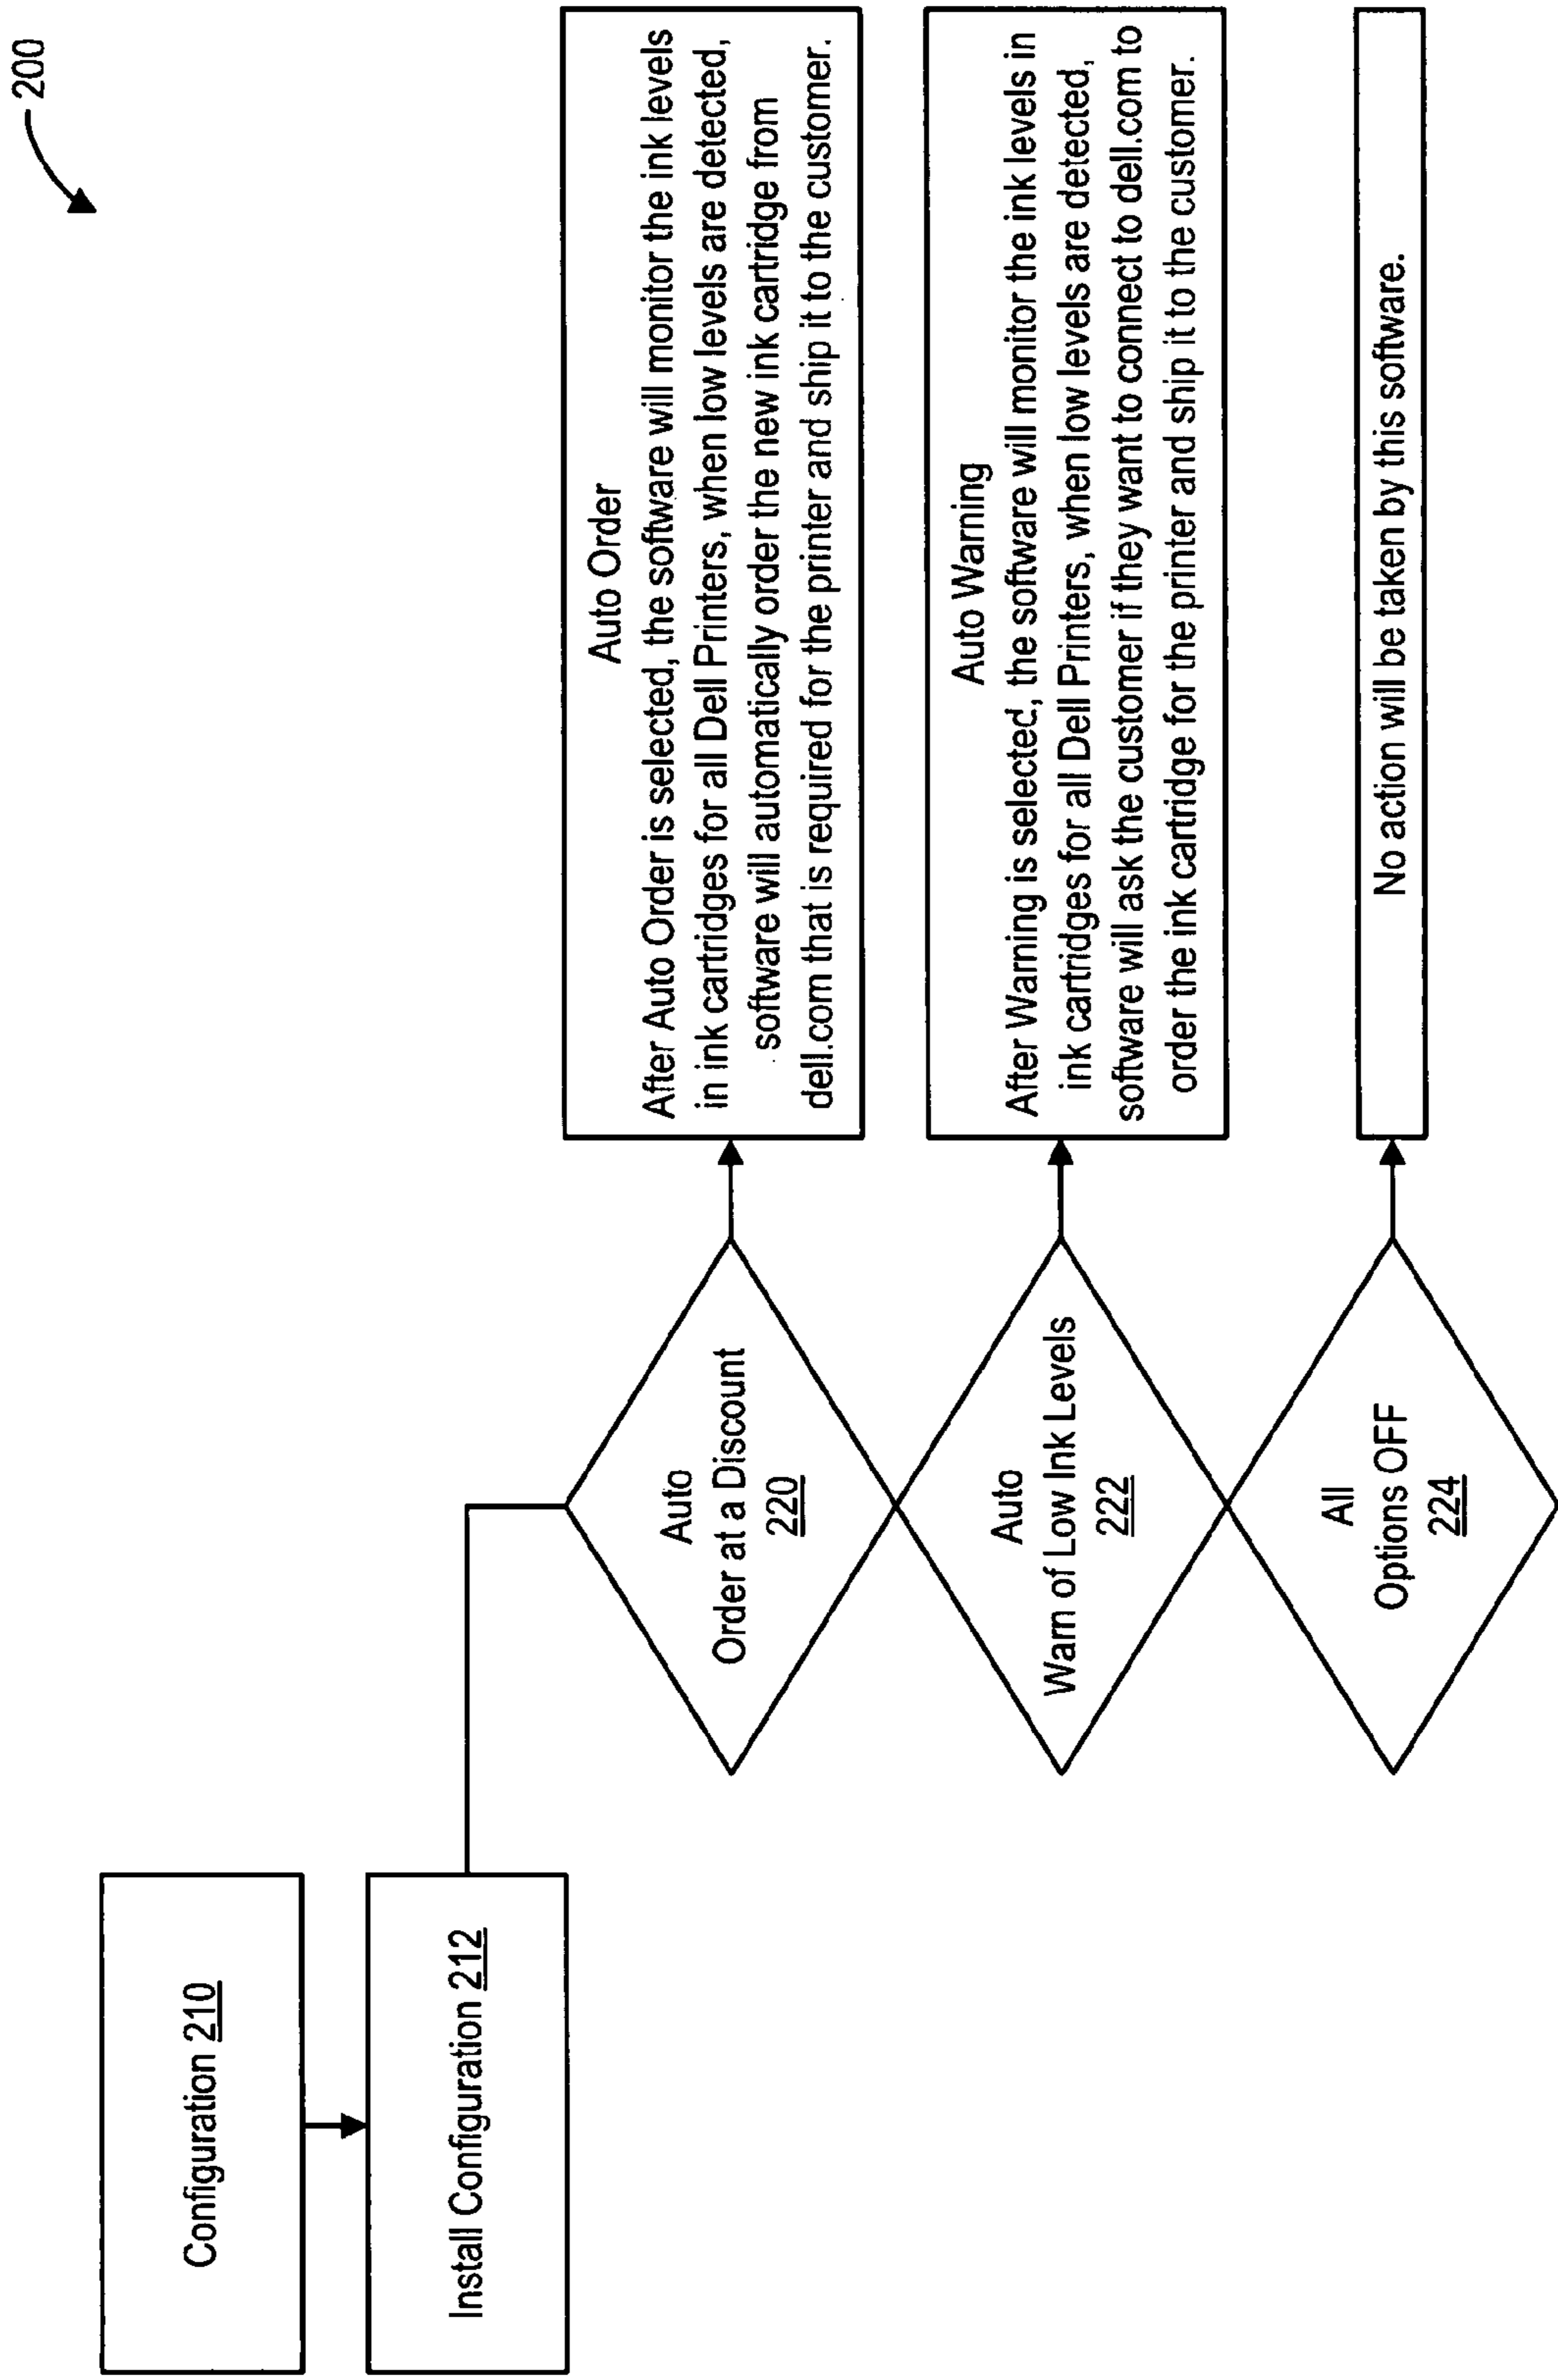 200
Configuration 210
Install Configuration 212
Auto
Order at a Discount
220
Auto Order
After Auto Order is selected, the software will monitor the ink levels
in ink cartridges for all Dell Printers, when low levels are detected,
software will automatically order the new ink cartridge from
dell.com that is required for the printer and ship it to the customer.
Auto
Warn of Low Ink Levels
222
Auto Warning
After Warning is selected, the software will monitor the ink levels in
ink cartridges for all Dell Printers, when low levels are detected,
software will ask the customer if they want to connect to dell.com to
order the ink cartridge for the printer and ship it to the customer.
All
Options OFF
224
No action will be taken by this software.